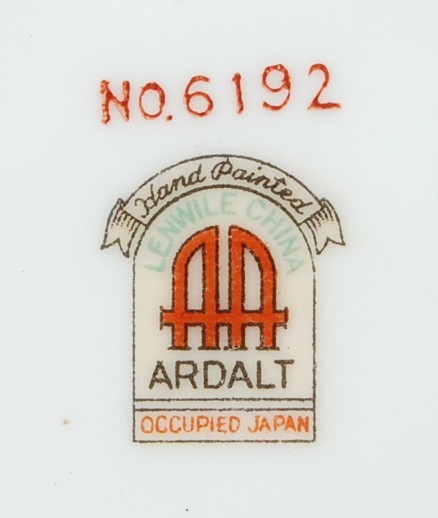 NO.6192
Hand Painted
LENWILE CHINA
AA
ARDALT
OCCUPIED JAPAN